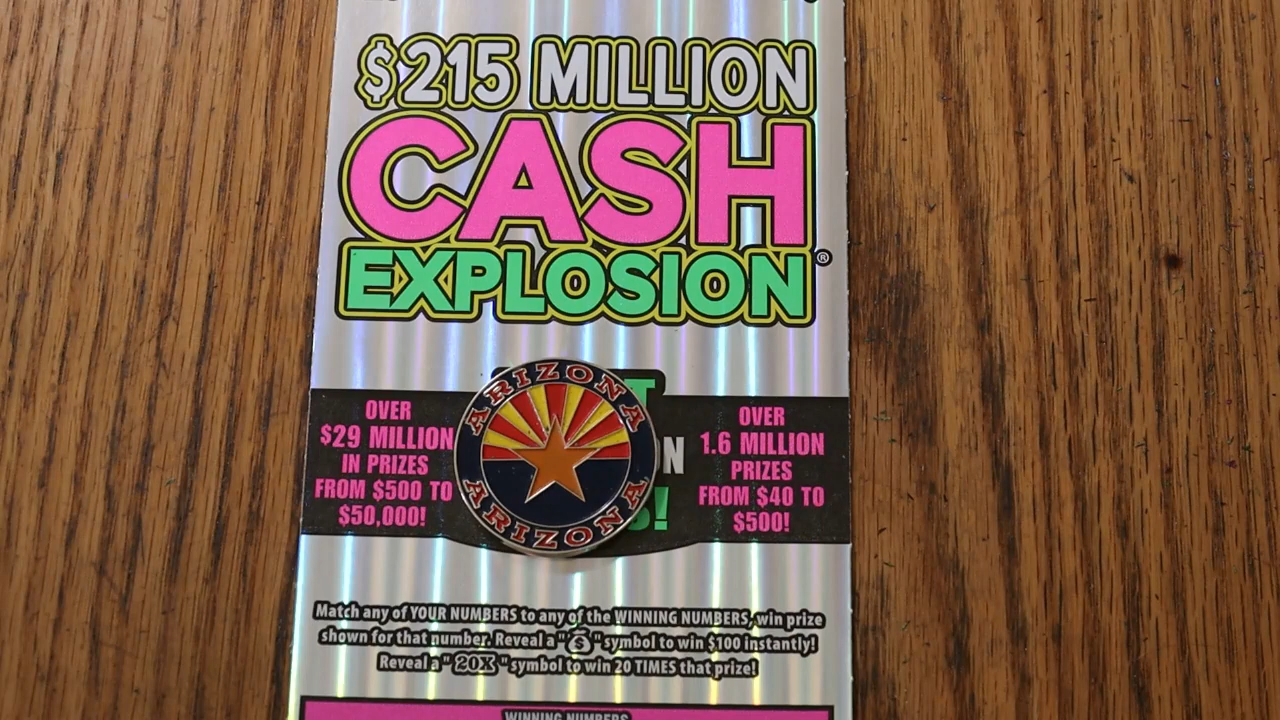 $215 MILLION
CASH
EXPLOSION®
OVER
$29 MILLION
IN PRIZES
FROM $500 TO
$50,000!
ARIZONA
ARIZONA
OVER
1.6 MILLION
PRIZES
FROM $40 TO
$500!
Match any of YOUR NUMBERS to any of the WINNING NUMBERS, win prize
shown for that number. Reveal a " $ " symbol to win $100 instantly!
Reveal a " 20X " symbol to win 20 TIMES that prize!
WINNING NUMBERS